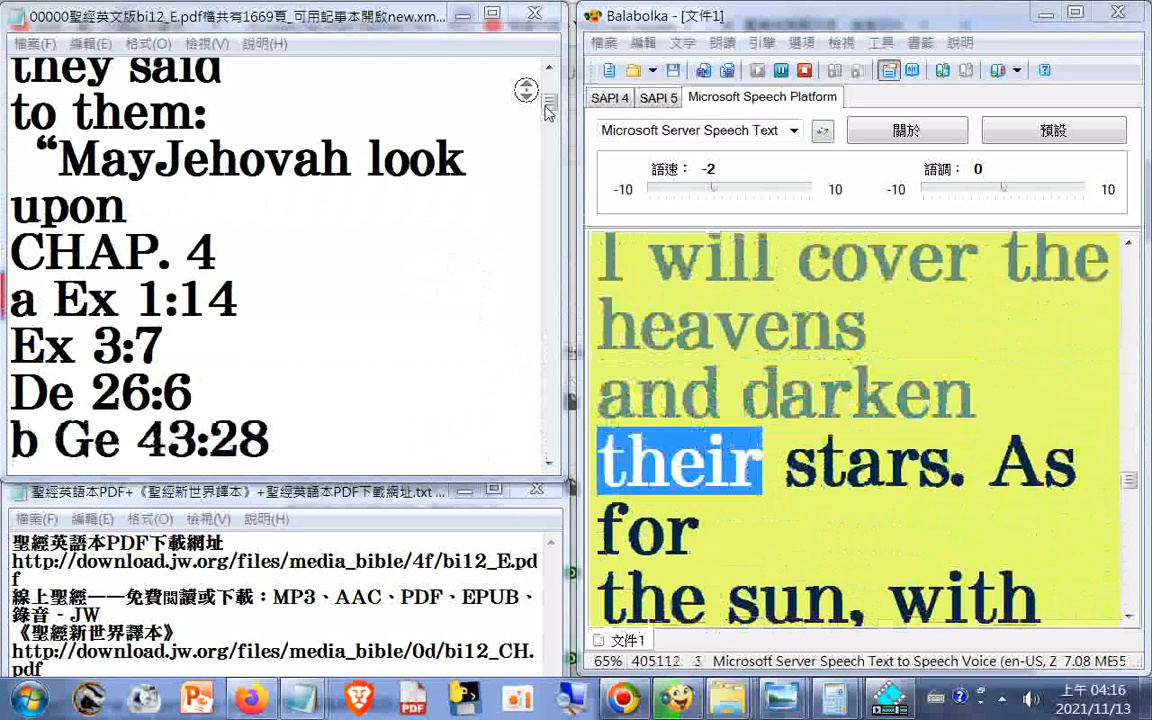 00000聖經英文版bi12_E.pdf檔共有1669頁_可用記事本開啟new.xm...
檔案(F) 編輯(E) 格式(O) 檢視(V) 說明(H)
they said
to them:
“MayJehovah look
upon
CHAP. 4
a Ex 1:14
Ex 3:7
De 26:6
b Ge 43:28
聖經英語本PDF+《聖經新世界譯本》+聖經英語本PDF下載網址.txt ...
檔案(F) 編輯(E) 格式(O) 檢視(V) 說明(H)
聖經英語本PDF下載網址
http://download.jw.org/files/media_bible/4f/bi12_E.pd
f
線上聖經——免費閱讀或下載：MP3、AAC、PDF、EPUB、
錄音 - JW
《聖經新世界譯本》
http://download.jw.org/files/media_bible/0d/bi12_CH.
pdf
Balabolka - [文件1]
檔案 編輯 文字 朗讀 引擎 選項 檢視 工具 書籤 說明
SAPI 4 SAPI 5 Microsoft Speech Platform
Microsoft Server Speech Text 關於 預設
語速： -2 語調： 0
-10 10 -10 10
I will cover the
heavens
and darken
their stars. As
for
the sun, with
文件1
65% 405112 3 Microsoft Server Speech Text to Speech Voice (en-US, Z 7.08 MB
上午 04:16
2021/11/13